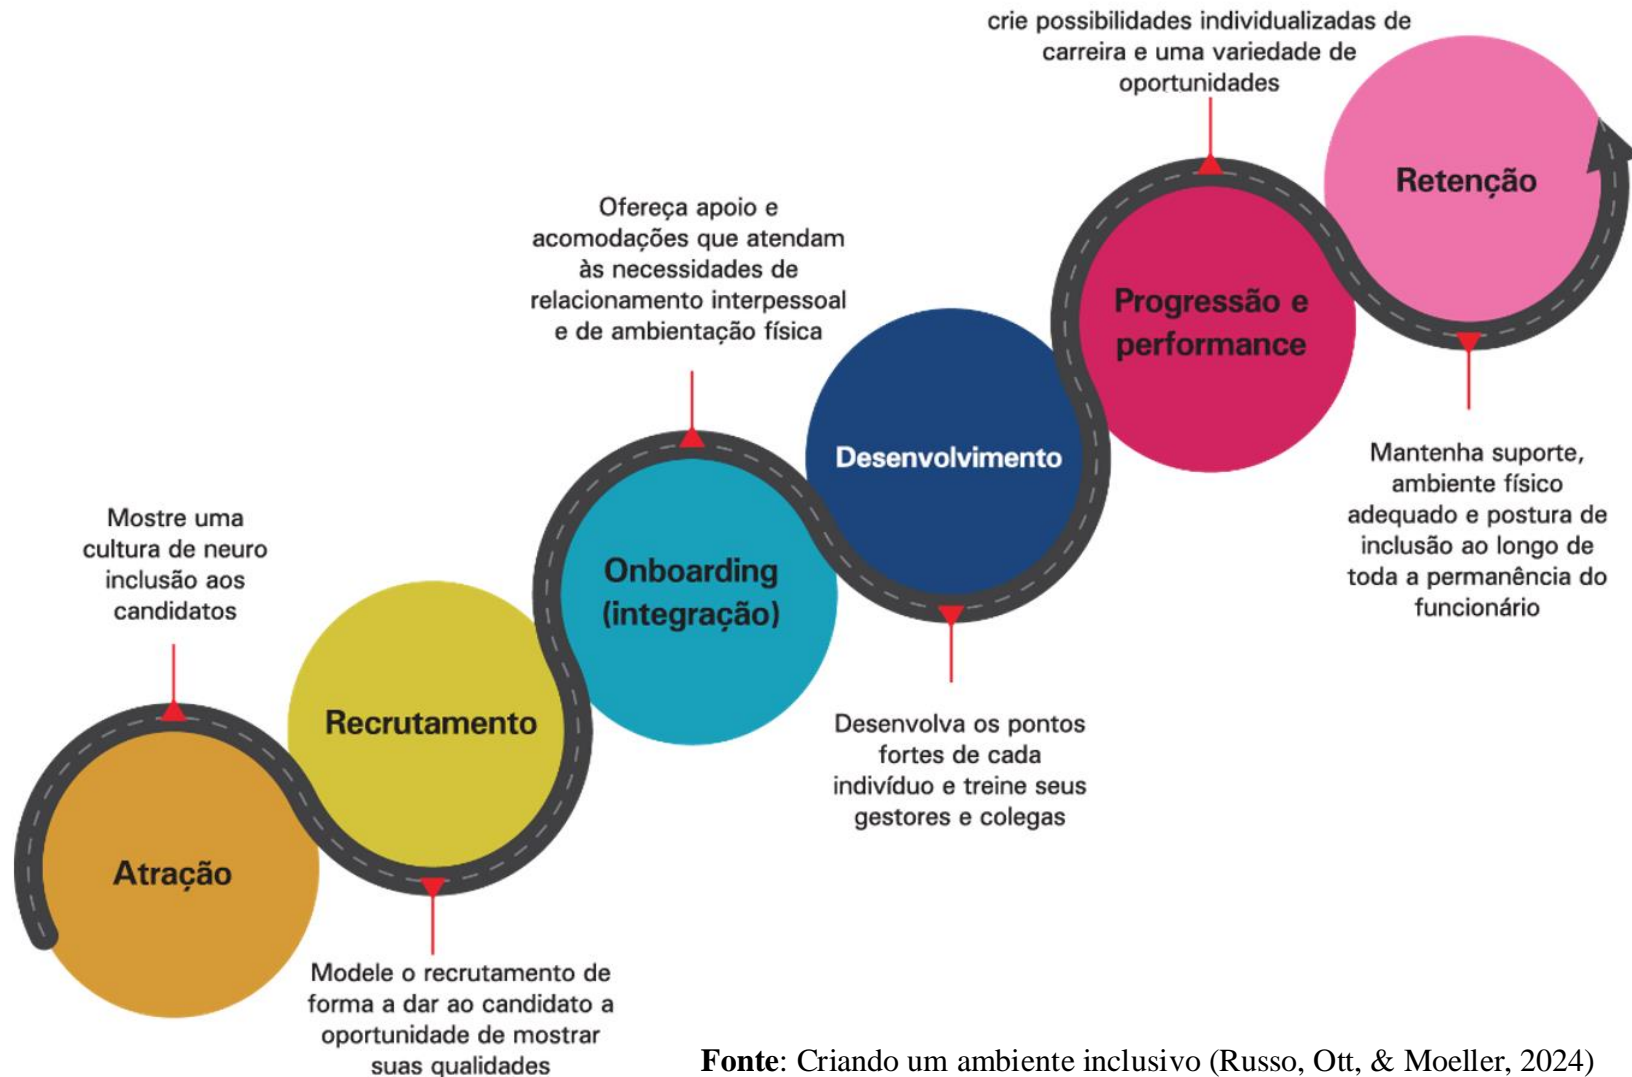 Atração
Mostre uma
cultura de neuro
inclusão aos
candidatos
Recrutamento
Modele o recrutamento de
forma a dar ao candidato a
oportunidade de mostrar
suas qualidades
Onboarding
(integração)
Ofereça apoio e
acomodações que atendam
às necessidades de
relacionamento interpessoal
e de ambientação física
Desenvolvimento
Desenvolva os pontos
fortes de cada
indivíduo e treine seus
gestores e colegas
Progressão e
performance
crie possibilidades individualizadas de
carreira e uma variedade de
oportunidades
Retenção
Mantenha suporte,
ambiente físico
adequado e postura de
inclusão ao longo de
toda a permanência do
funcionário
Fonte: Criando um ambiente inclusivo (Russo, Ott, & Moeller, 2024)